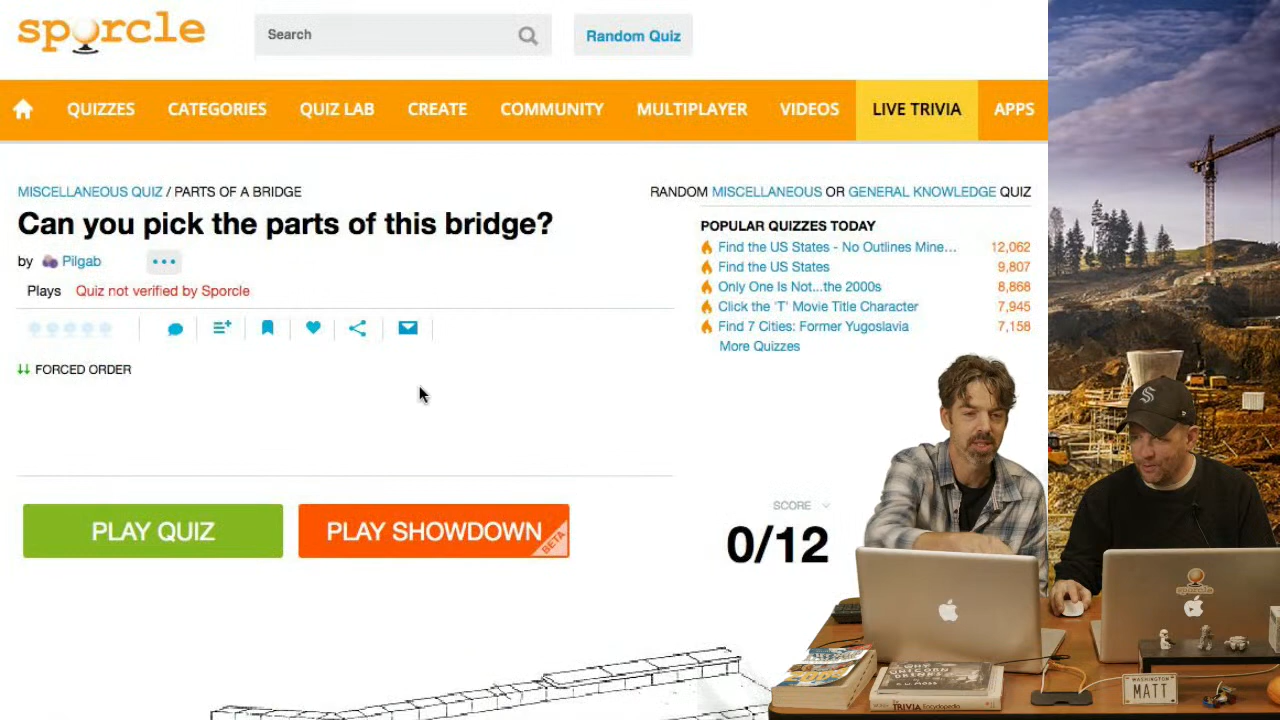 sporcle
Search
Random Quiz
QUIZZES CATEGORIES QUIZ LAB CREATE COMMUNITY MULTIPLAYER VIDEOS LIVE TRIVIA APPS
MISCELLANEOUS QUIZ / PARTS OF A BRIDGE
Can you pick the parts of this bridge?
by Pilgab
Plays Quiz not verified by Sporcle
FORCED ORDER
RANDOM MISCELLANEOUS OR GENERAL KNOWLEDGE QUIZ
POPULAR QUIZZES TODAY
Find the US States - No Outlines Mine... 12,062
Find the US States 9,807
Only One Is Not...the 2000s 8,868
Click the 'T' Movie Title Character 7,945
Find 7 Cities: Former Yugoslavia 7,158
More Quizzes
PLAY QUIZ
PLAY SHOWDOWN
BETA
SCORE
0/12
sporcle
WASHINGTON
MATT
TRIVIA Encyclopedia